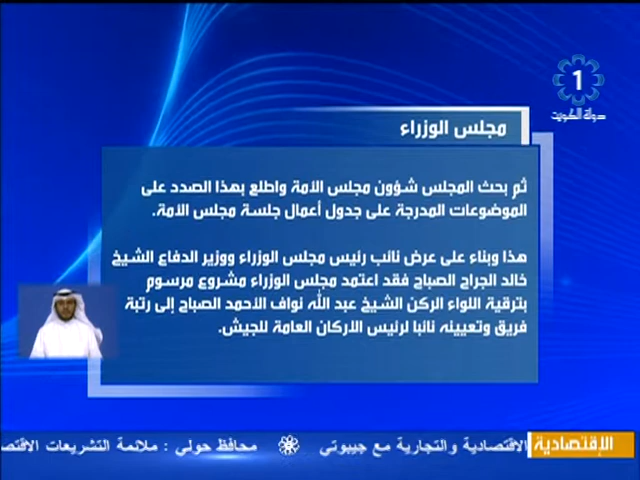 1
دولة الكويت
مجلس الوزراء
ثم بحث المجلس شؤون مجلس الامة واطلع بهذا الصدد على
الموضوعات المدرجة على جدول أعمال جلسة مجلس الامة.
هذا وبناء على عرض نائب رئيس مجلس الوزراء ووزير الدفاع الشيخ
خالد الجراح الصباح فقد اعتمد مجلس الوزراء مشروع مرسوم
بترقية اللواء الركن الشيخ عبد الله نواف الاحمد الصباح إلى رتبة
فريق وتعيينه نائبا لرئيس الاركان العامة للجيش.
الإقتصادية
الاقتصادية والتجارية مع جيبوتي
محافظ حولي : ملائمة التشريعات الاقتص